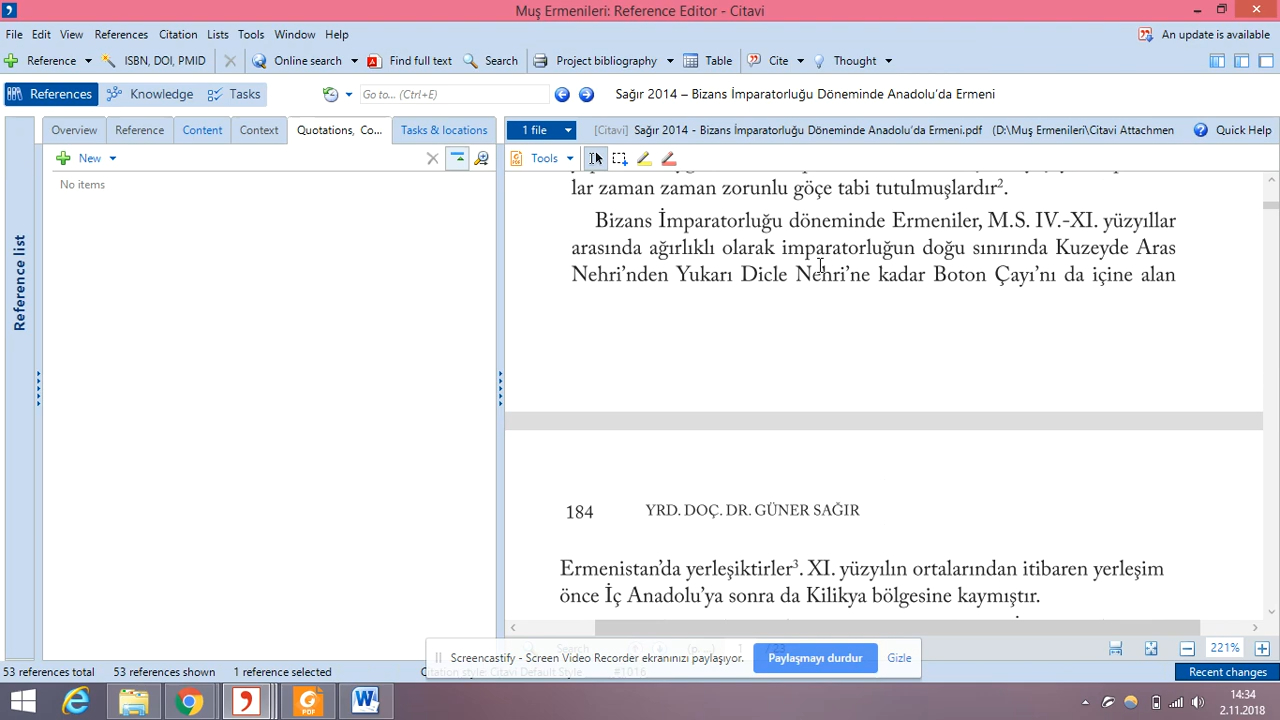 Muş Ermenileri: Reference Editor - Citavi
File Edit View References Citation Lists Tools Window Help An update is available
Reference ISBN, DOI, PMID Online search Find full text Search Project bibliography Table Cite Thought
References Knowledge Tasks Go to... (Ctrl+E) Sağır 2014 – Bizans İmparatorluğu Döneminde Anadolu’da Ermeni
Overview Reference Content Context Quotations, Co... Tasks & locations 1 file [Citavi] Sağır 2014 - Bizans İmparatorluğu Döneminde Anadolu’da Ermeni.pdf (D:\Muş Ermenileri\Citavi Attachmen Quick Help
New Tools
No items
Reference list
lar zaman zaman zorunlu göçe tabi tutulmuşlardır².
Bizans İmparatorluğu döneminde Ermeniler, M.S. IV.-XI. yüzyıllar
arasında ağırlıklı olarak imparatorluğun doğu sınırında Kuzeyde Aras
Nehri’nden Yukarı Dicle Nehri’ne kadar Boton Çayı’nı da içine alan
184 YRD. DOÇ. DR. GÜNER SAĞIR
Ermenistan’da yerleşiktirler³. XI. yüzyılın ortalarından itibaren yerleşim
önce İç Anadolu’ya sonra da Kilikya bölgesine kaymıştır.
Screencastify - Screen Video Recorder ekranınızı paylaşıyor. Paylaşmayı durdur Gizle
221%
53 references total 53 references shown 1 reference selected Citation style: Citavi Default Style #1016 Recent changes
14:34
2.11.2018